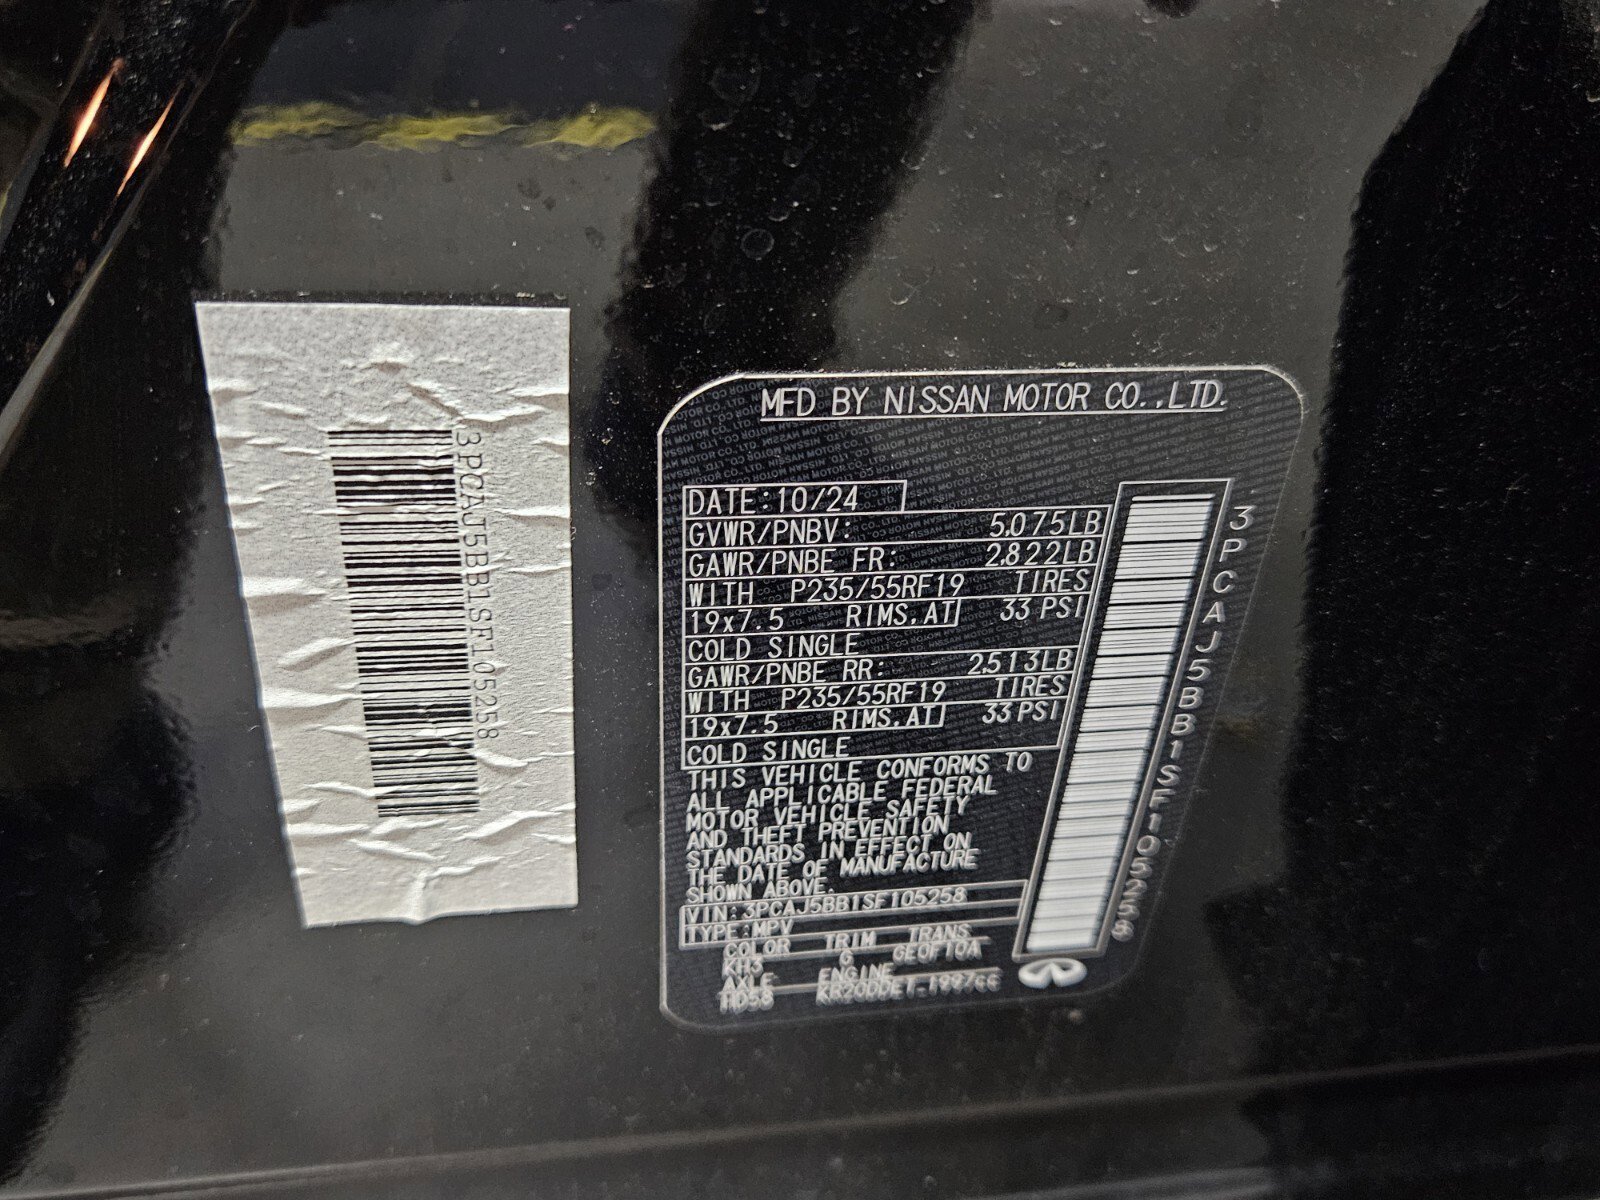 3PCAJ5BB1SF105258
MFD BY NISSAN MOTOR CO.,LTD.
DATE:10/24
GVWR/PNBV: 5,075LB
GAWR/PNBE FR: 2,822LB
WITH P235/55RF19 TIRES
19x7.5 RIMS,AT 33 PSI
COLD SINGLE
GAWR/PNBE RR: 2,513LB
WITH P235/55RF19 TIRES
19x7.5 RIMS,AT 33 PSI
COLD SINGLE
THIS VEHICLE CONFORMS TO
ALL APPLICABLE FEDERAL
MOTOR VEHICLE SAFETY
AND THEFT PREVENTION
STANDARDS IN EFFECT ON
THE DATE OF MANUFACTURE
SHOWN ABOVE.
VIN:3PCAJ5BB1SF105258
TYPE:MPV
COLOR TRIM TRANS
KH3 G
AXLE ENGINE
3PCAJ5BB1SF105258